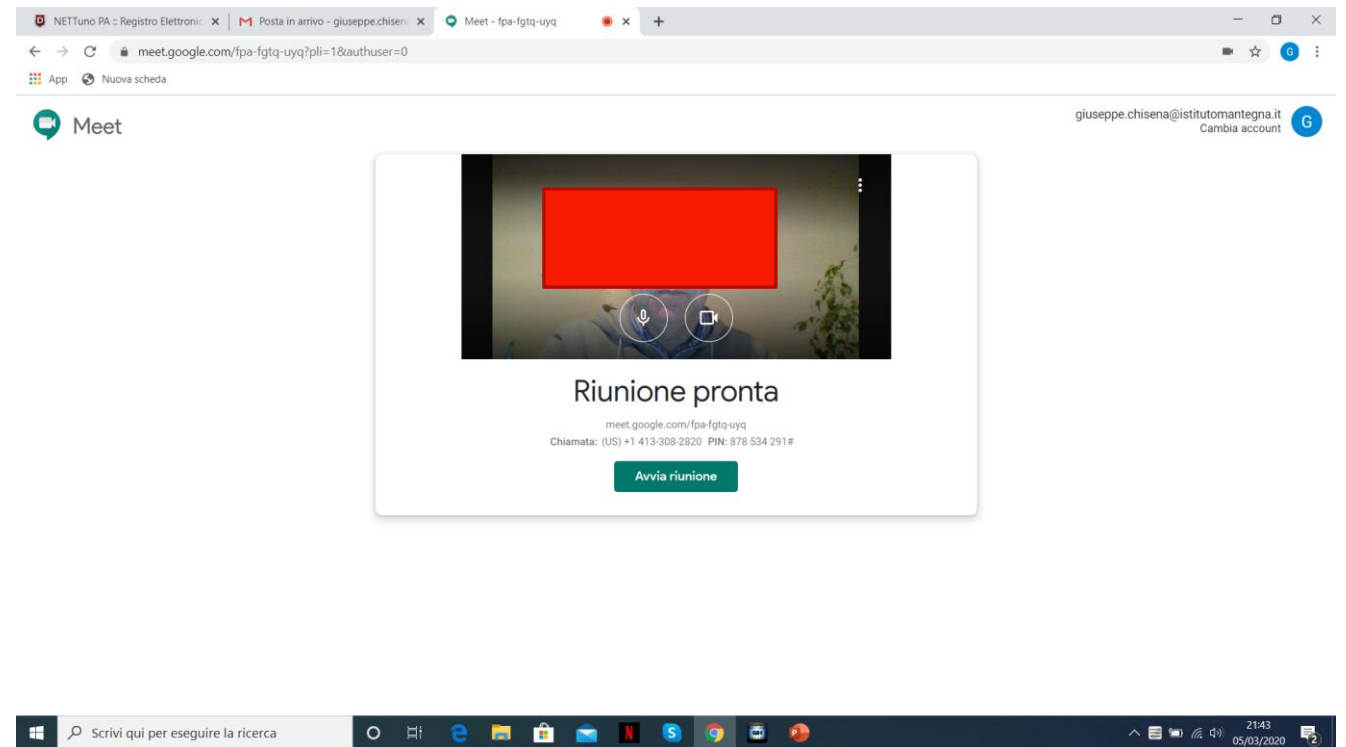 NETTuno PA :: Registro Elettronic
Posta in arrivo - giuseppe.chisena
Meet - fpa-fgtq-uyq
meet.google.com/fpa-fgtq-uyq?pli=1&authuser=0
G
App
Nuova scheda
Meet
giuseppe.chisena@istitutomantegna.it
Cambia account
G
Riunione pronta
meet.google.com/fpa-fgtq-uyq
Chiamata: (US) +1 413-308-2820 PIN: 878 534 291#
Avvia riunione
Scrivi qui per eseguire la ricerca
21:43
05/03/2020
2